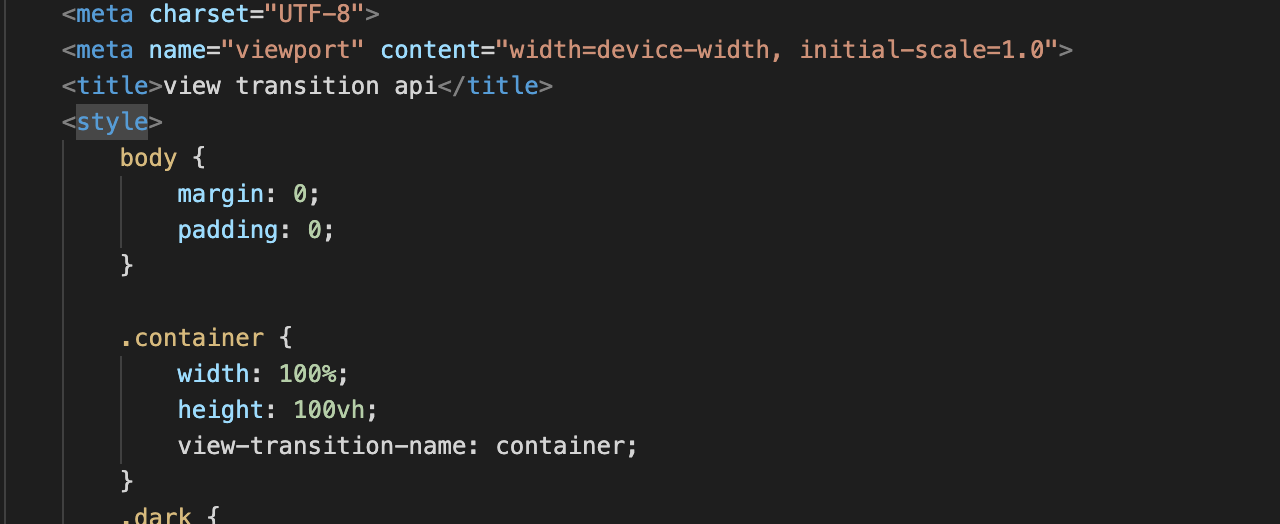 <meta charset="UTF-8">
<meta name="viewport" content="width=device-width, initial-scale=1.0">
<title>view transition api</title>
<style>
body {
margin: 0;
padding: 0;
}
.container {
width: 100%;
height: 100vh;
view-transition-name: container;
}
.dark {